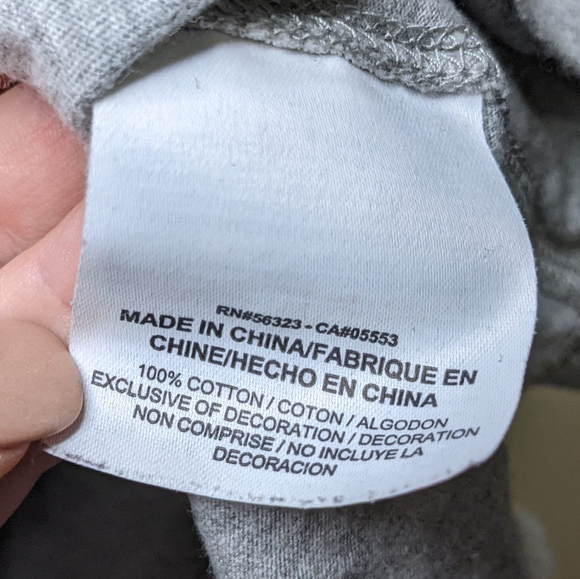 RN#56323 - CA#05553
MADE IN CHINA/FABRIQUE EN
CHINE/HECHO EN CHINA
100% COTTON / COTON / ALGODON
EXCLUSIVE OF DECORATION / DECORATION
NON COMPRISE / NO INCLUYE LA
DECORACION